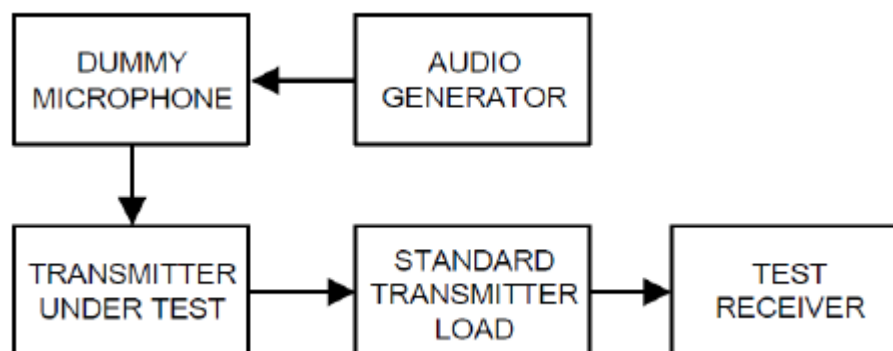 DUMMY
MICROPHONE
AUDIO
GENERATOR
TRANSMITTER
UNDER TEST
STANDARD
TRANSMITTER
LOAD
TEST
RECEIVER